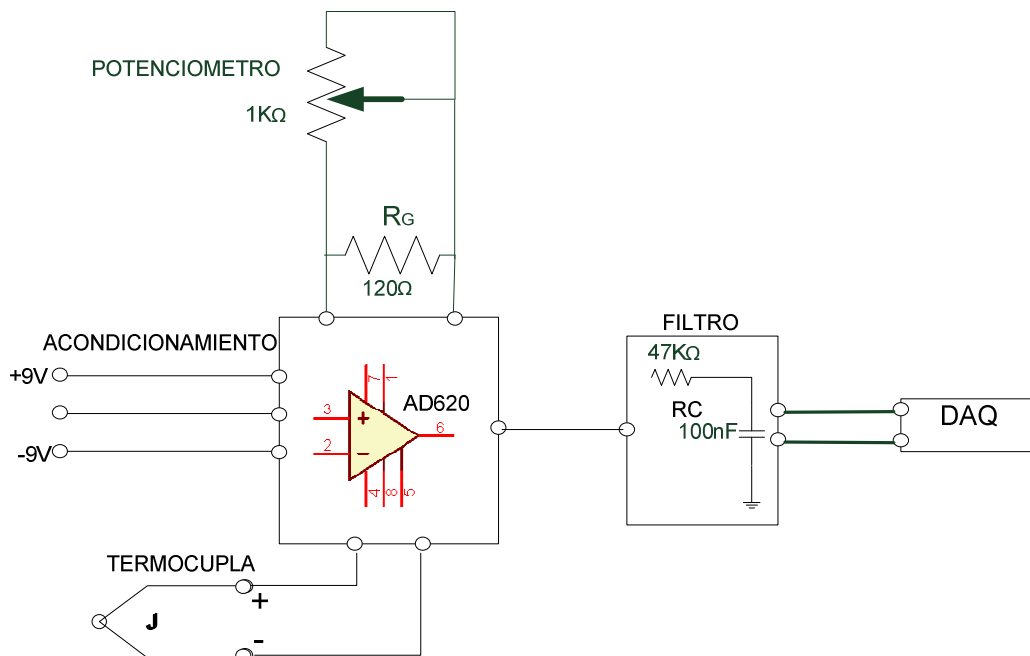 POTENCIOMETRO
1KΩ
RG
120Ω
ACONDICIONAMIENTO
+9V
-9V
7
1
3
+
AD620
6
2
-
4
8
5
FILTRO
47KΩ
RC
100nF
DAQ
TERMOCUPLA
+
J
-